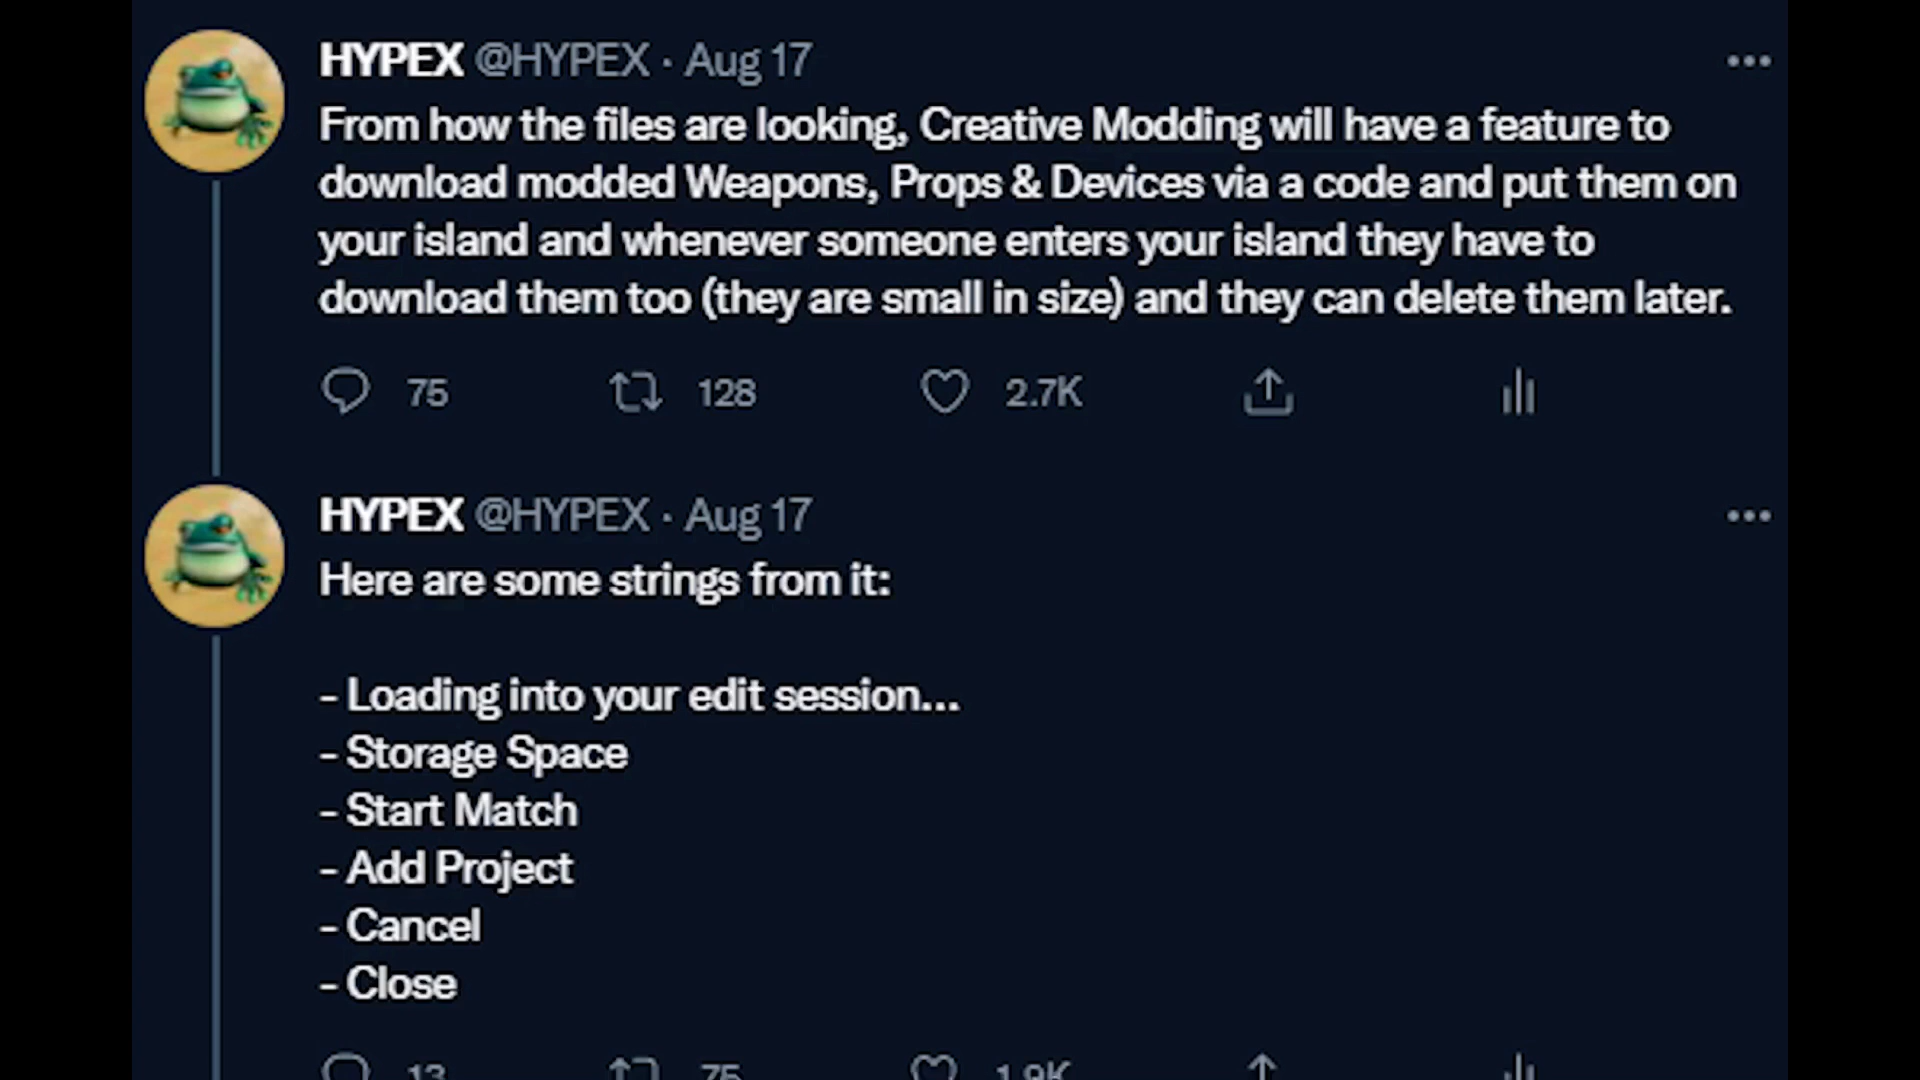 HYPEX @HYPEX · Aug 17
From how the files are looking, Creative Modding will have a feature to
download modded Weapons, Props & Devices via a code and put them on
your island and whenever someone enters your island they have to
download them too (they are small in size) and they can delete them later.
75 128 2.7K
HYPEX @HYPEX · Aug 17
Here are some strings from it:
- Loading into your edit session...
- Storage Space
- Start Match
- Add Project
- Cancel
- Close
13 75 1.9K